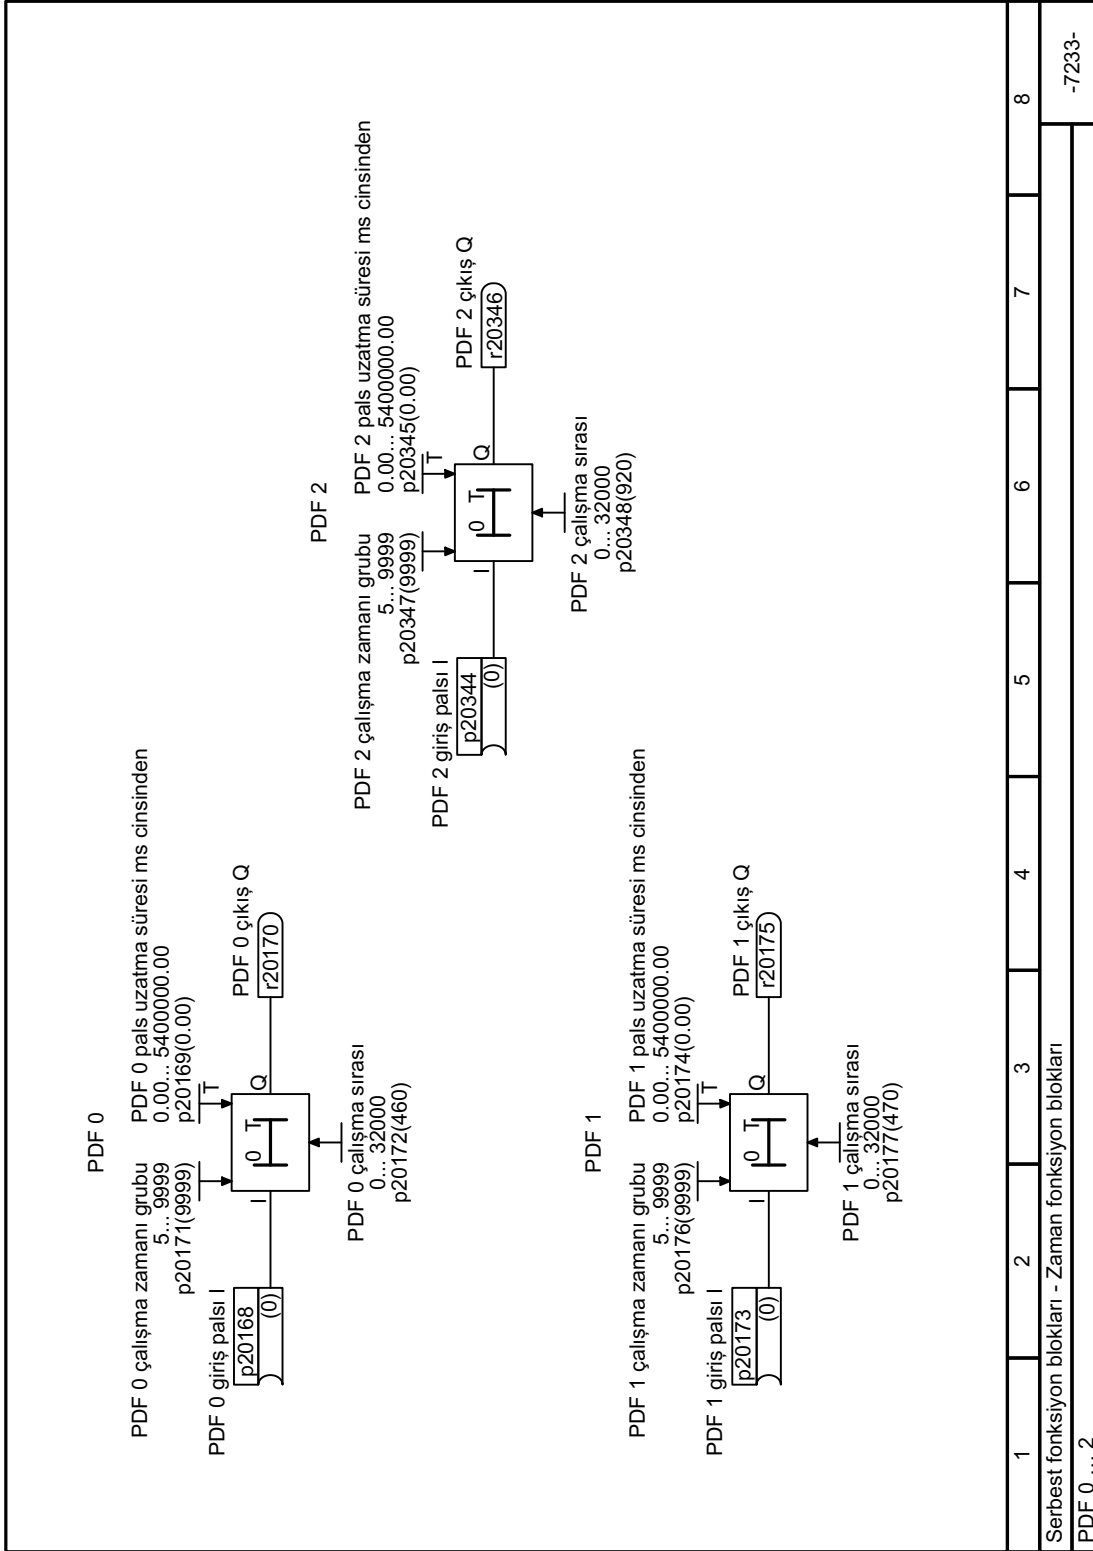 PDF 0
PDF 0 çalışma zamanı grubu
5... 9999
p20171(9999)
PDF 0 pals uzatma süresi ms cinsinden
0.00... 5400000.00
p20169(0.00)
T
PDF 0 giriş palsı I
p20168
(0)
I
0 T
Q
PDF 0 çıkış Q
r20170
PDF 0 çalışma sırası
0... 32000
p20172(460)
PDF 2
PDF 2 çalışma zamanı grubu
5... 9999
p20347(9999)
PDF 2 pals uzatma süresi ms cinsinden
0.00... 5400000.00
p20345(0.00)
T
PDF 2 giriş palsı I
p20344
(0)
I
0 T
Q
PDF 2 çıkış Q
r20346
PDF 2 çalışma sırası
0... 32000
p20348(920)
PDF 1
PDF 1 çalışma zamanı grubu
5... 9999
p20176(9999)
PDF 1 pals uzatma süresi ms cinsinden
0.00... 5400000.00
p20174(0.00)
T
PDF 1 giriş palsı I
p20173
(0)
I
0 T
Q
PDF 1 çıkış Q
r20175
PDF 1 çalışma sırası
0... 32000
p20177(470)
1 2 3 4 5 6 7 8
Serbest fonksiyon blokları - Zaman fonksiyon blokları
-7233-
PDF 0 ... 2